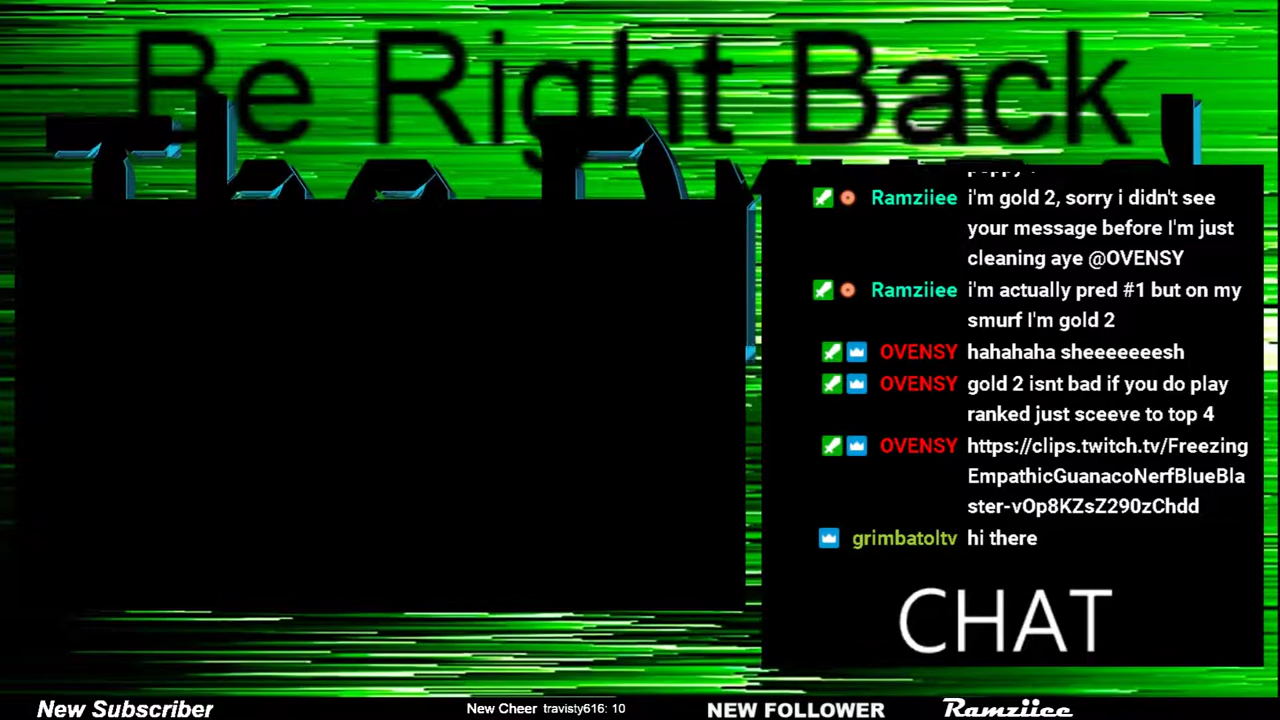 Be Right Back
The
Ramziiee i'm gold 2, sorry i didn't see
your message before I'm just
cleaning aye @OVENSY
Ramziiee i'm actually pred #1 but on my
smurf I'm gold 2
OVENSY hahahaha sheeeeeeesh
OVENSY gold 2 isnt bad if you do play
ranked just sceeve to top 4
OVENSY https://clips.twitch.tv/Freezing
EmpathicGuanacoNerfBlueBla
ster-vOp8KZsZ290zChdd
grimbatoltv hi there
CHAT
New Subscriber New Cheer travisty616: 10 NEW FOLLOWER Ramziiee